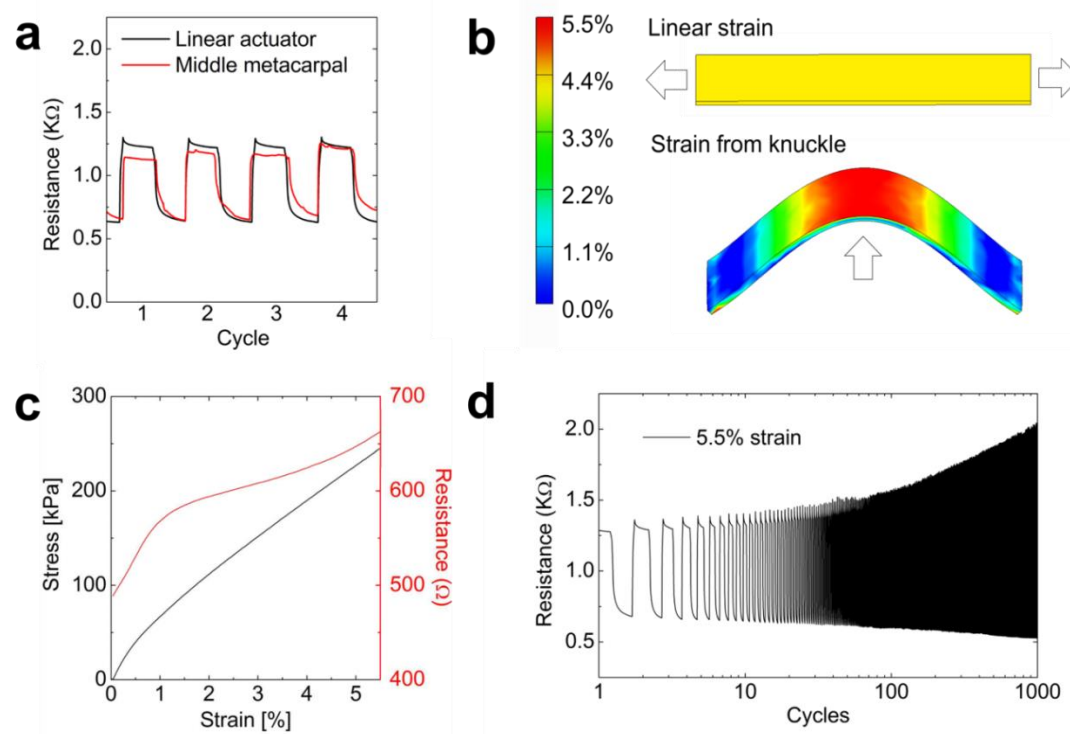 a
2.0
1.5
1.0
0.5
0.0
Resistance (KΩ)
Linear actuator
Middle metacarpal
1 2 3 4
Cycle
b
5.5%
4.4%
3.3%
2.2%
1.1%
0.0%
Linear strain
Strain from knuckle
c
300
200
100
0
Stress [kPa]
700
600
500
400
Resistance (Ω)
0 1 2 3 4 5
Strain [%]
d
5.5% strain
2.0
1.5
1.0
0.5
Resistance (KΩ)
1 10 100 1000
Cycles